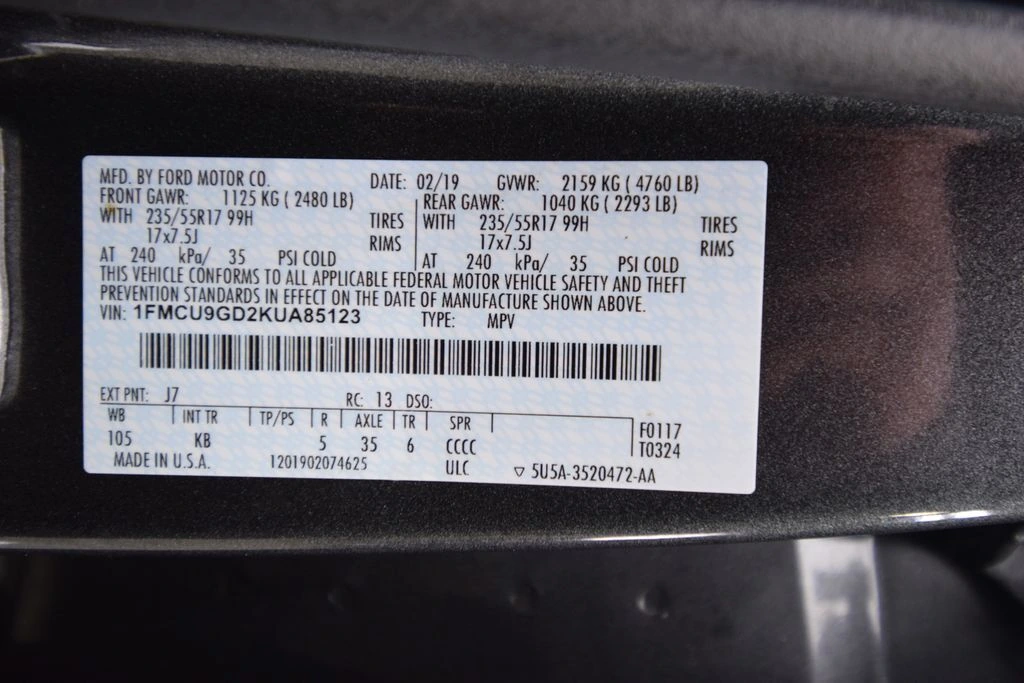 MFD. BY FORD MOTOR CO. DATE: 02/19 GVWR: 2159 KG ( 4760 LB)
FRONT GAWR: 1125 KG ( 2480 LB) REAR GAWR: 1040 KG ( 2293 LB)
WITH 235/55R17 99H TIRES WITH 235/55R17 99H TIRES
17x7.5J RIMS 17x7.5J RIMS
AT 240 kPa/ 35 PSI COLD AT 240 kPa/ 35 PSI COLD
THIS VEHICLE CONFORMS TO ALL APPLICABLE FEDERAL MOTOR VEHICLE SAFETY AND THEFT
PREVENTION STANDARDS IN EFFECT ON THE DATE OF MANUFACTURE SHOWN ABOVE.
VIN: 1FMCU9GD2KUA85123 TYPE: MPV
EXT PNT: J7 RC: 13 DSO:
WB INT TR TP/PS R AXLE TR SPR F0117
105 KB 5 35 6 CCCC T0324
MADE IN U.S.A. 1201902074625 ULC ▽ 5U5A-3520472-AA